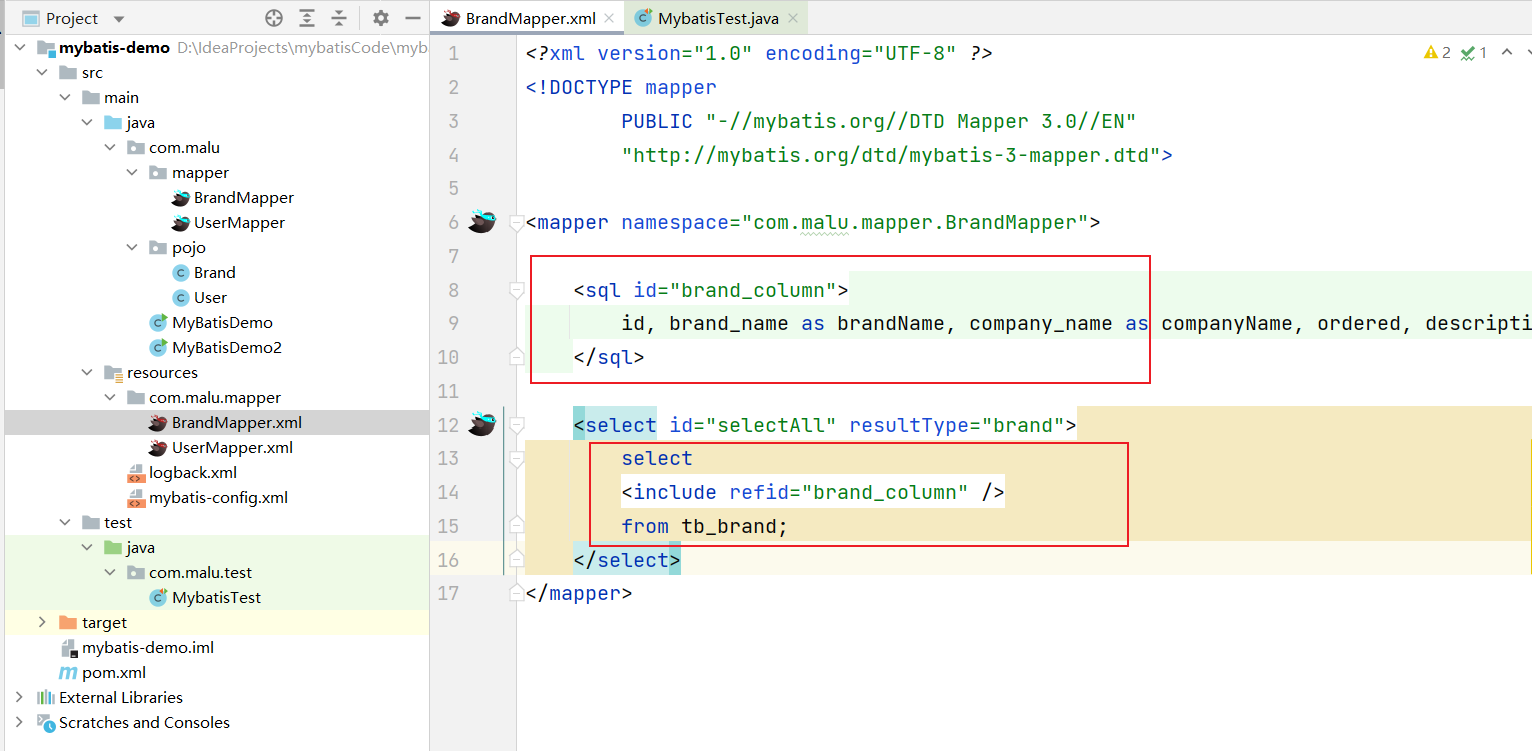 Project
mybatis-demo D:\IdeaProjects\mybatisCode\myb
src
main
java
com.malu
mapper
BrandMapper
UserMapper
pojo
Brand
User
MyBatisDemo
MyBatisDemo2
resources
com.malu.mapper
BrandMapper.xml
UserMapper.xml
logback.xml
mybatis-config.xml
test
java
com.malu.test
MybatisTest
target
mybatis-demo.iml
pom.xml
External Libraries
Scratches and Consoles
BrandMapper.xml MybatisTest.java
2 1
1 <?xml version="1.0" encoding="UTF-8" ?>
2 <!DOCTYPE mapper
3 PUBLIC "-//mybatis.org//DTD Mapper 3.0//EN"
4 "http://mybatis.org/dtd/mybatis-3-mapper.dtd">
5
6 <mapper namespace="com.malu.mapper.BrandMapper">
7
8 <sql id="brand_column">
9 id, brand_name as brandName, company_name as companyName, ordered, descripti
10 </sql>
11
12 <select id="selectAll" resultType="brand">
13 select
14 <include refid="brand_column" />
15 from tb_brand;
16 </select>
17 </mapper>